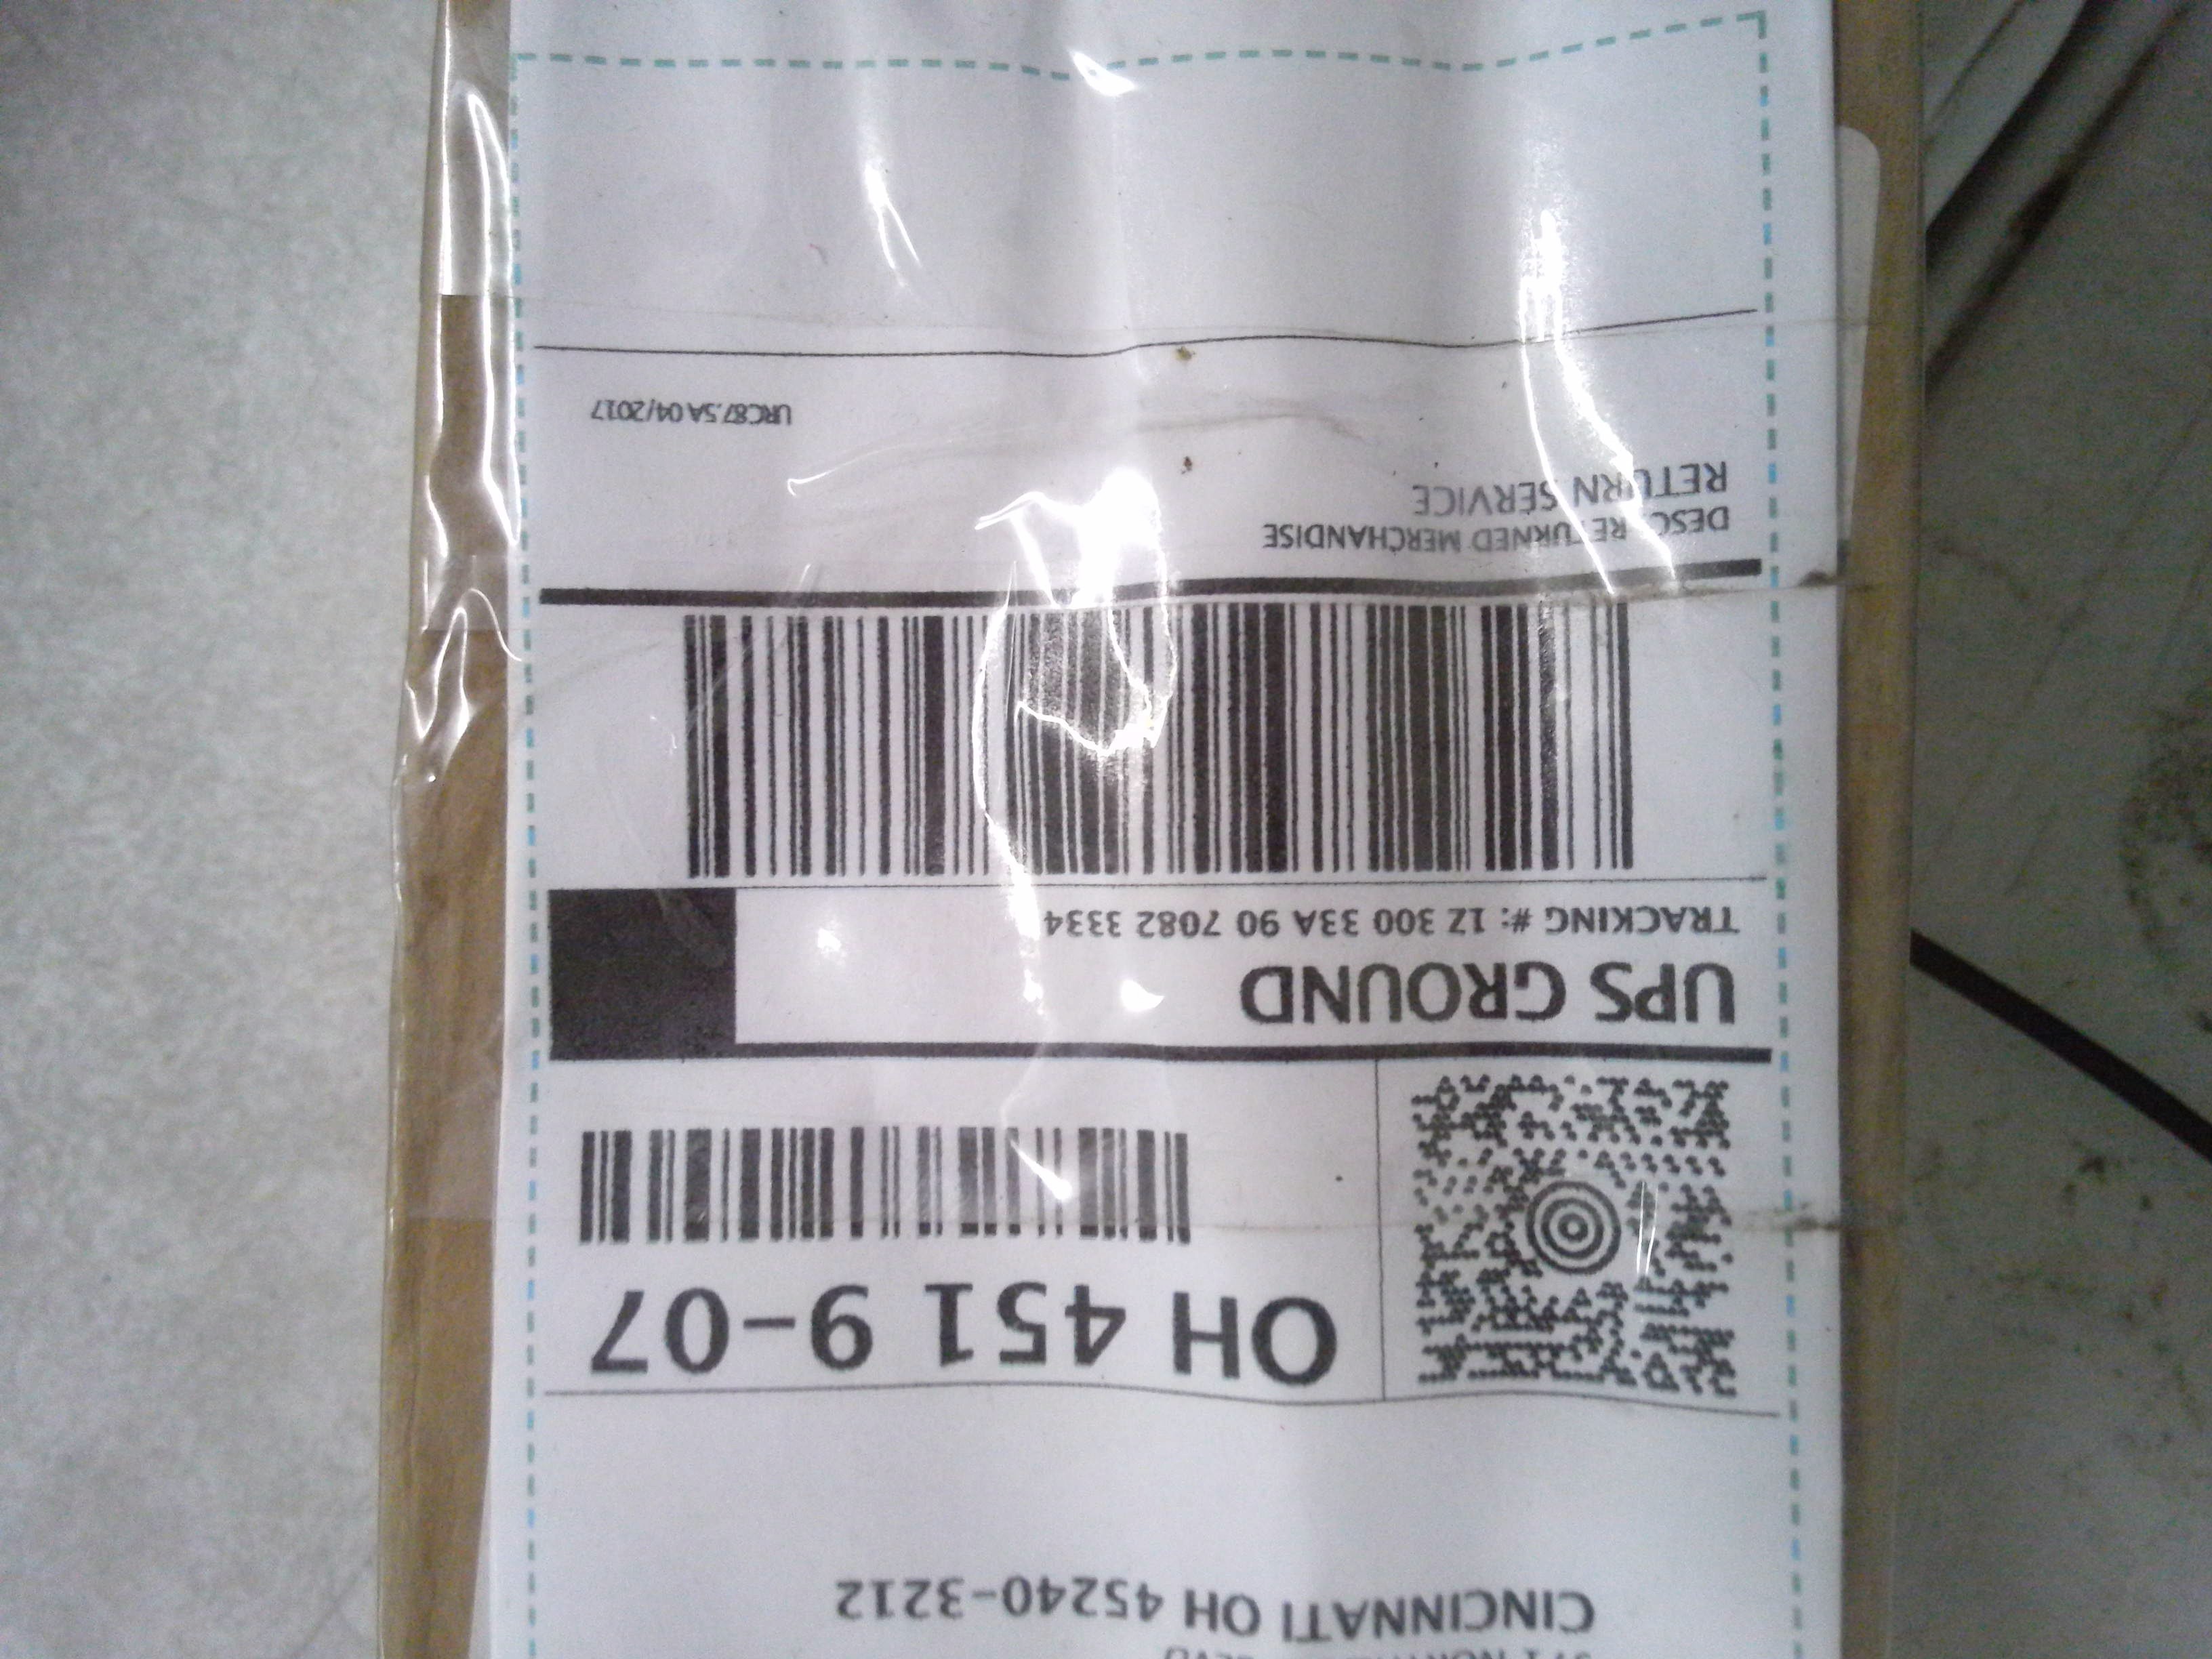 CINCINNATI OH 45240-3212
OH 451 9-07
UPS GROUND
TRACKING #: 1Z 300 33A 90 7082 3334
DESC: RETURNED MERCHANDISE
RETURN SERVICE
URC87.5A 04/2017